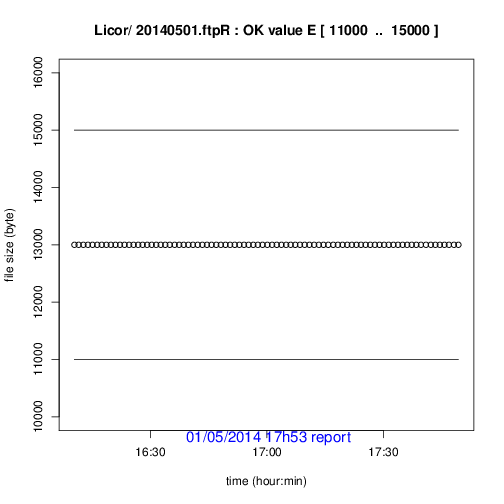 Licor/ 20140501.ftpR : OK value E [ 11000 .. 15000 ]
file size (byte)
16000
15000
14000
13000
12000
11000
10000
01/05/2014 17h53 report
16:30
17:00
17:30
time (hour:min)